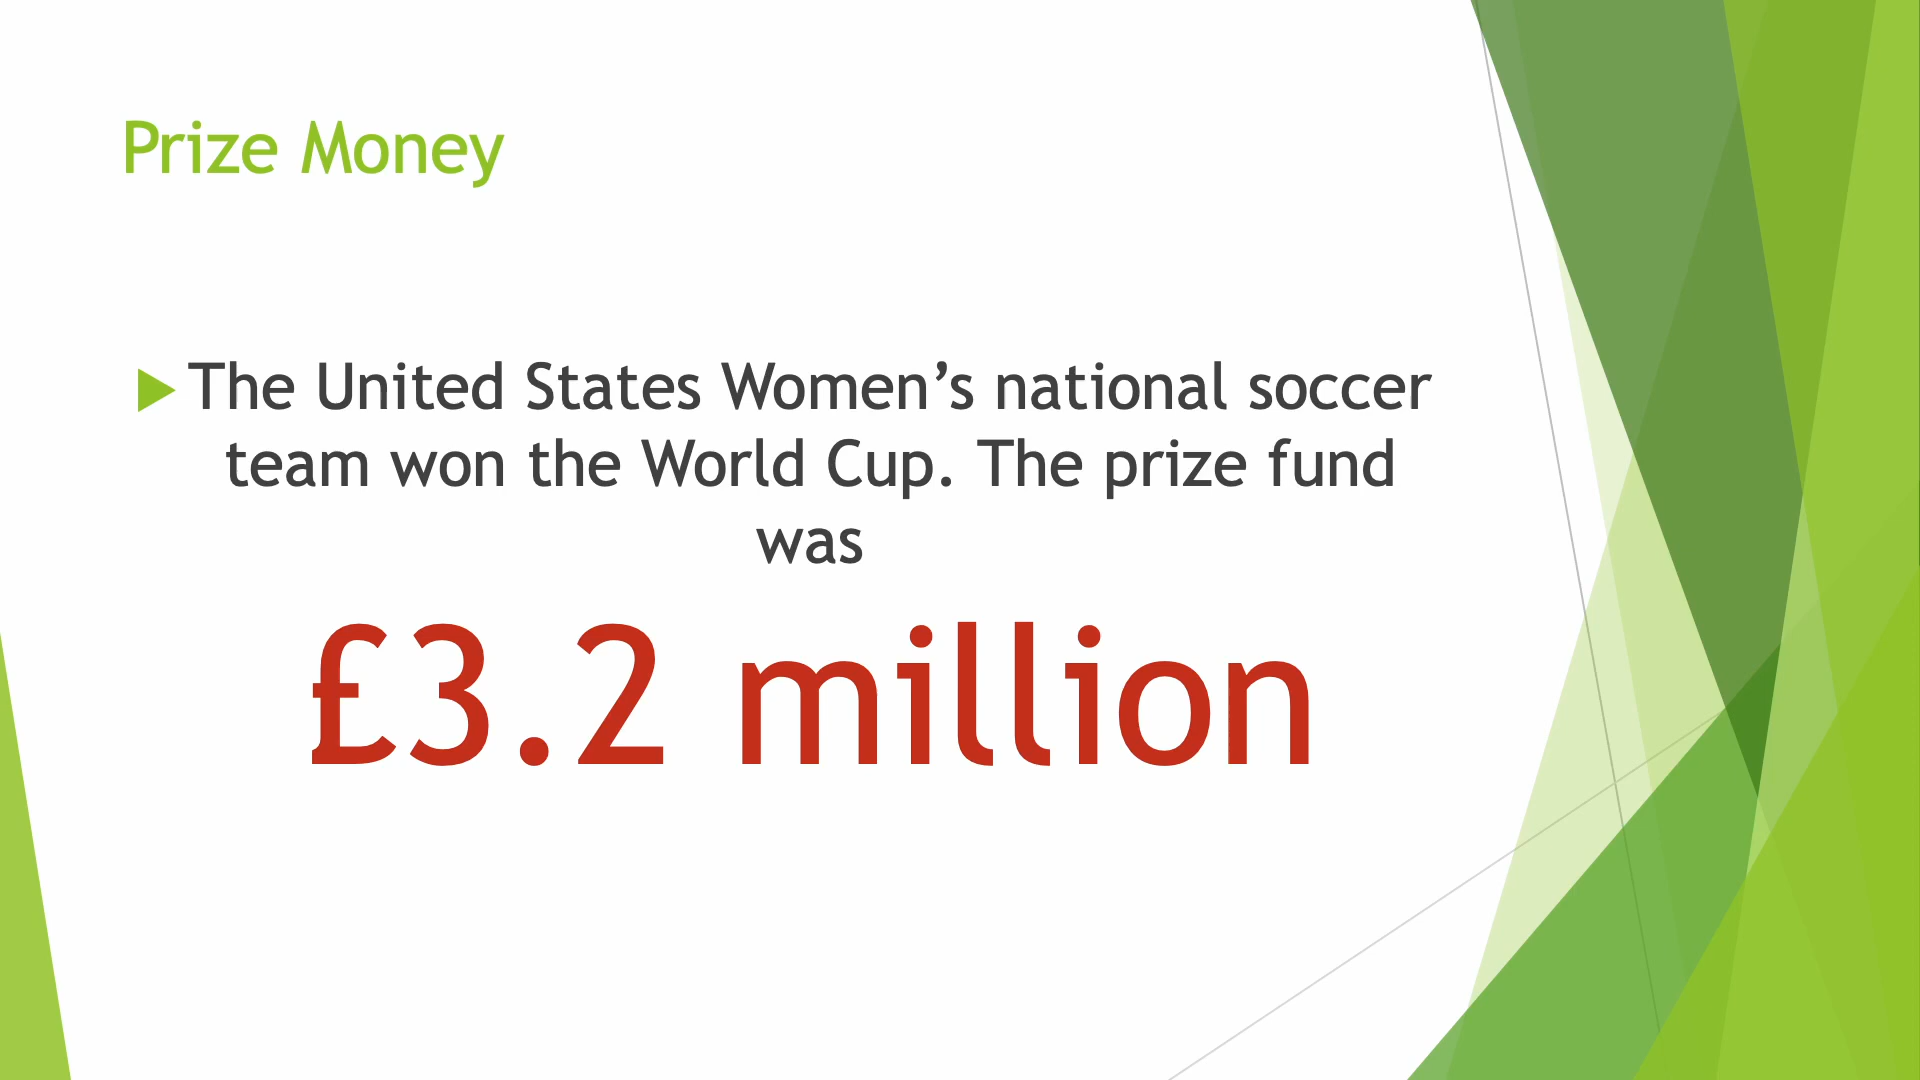 Prize Money
The United States Women’s national soccer
team won the World Cup. The prize fund
was
£3.2 million